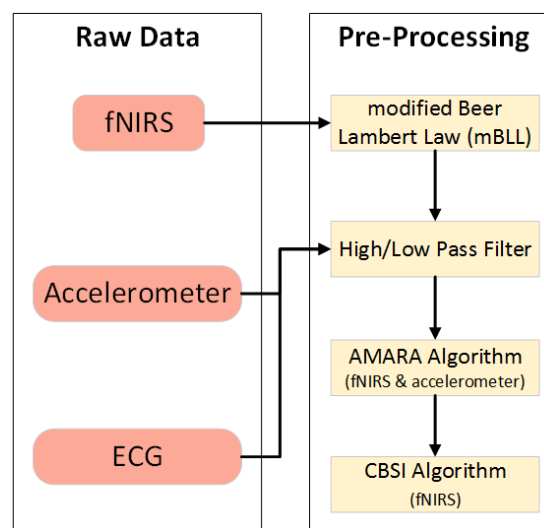 Raw Data
fNIRS
Accelerometer
ECG
Pre-Processing
modified Beer
Lambert Law (mBLL)
High/Low Pass Filter
AMARA Algorithm
(fNIRS & accelerometer)
CBSI Algorithm
(fNIRS)